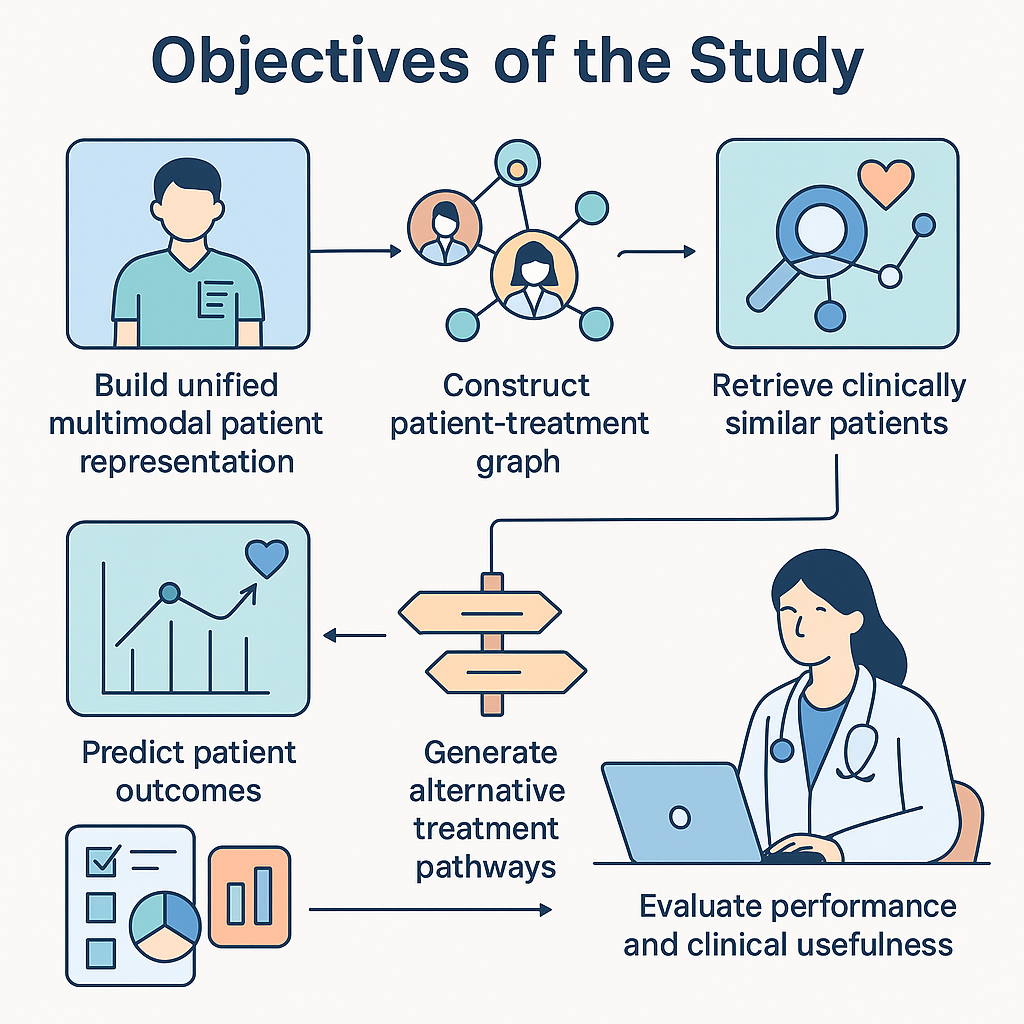 Objectives of the Study
Build unified
multimodal patient
representation
Construct
patient-treatment
graph
Retrieve clinically
similar patients
Predict patient
outcomes
Generate
alternative
treatment
pathways
Evaluate performance
and clinical usefulness